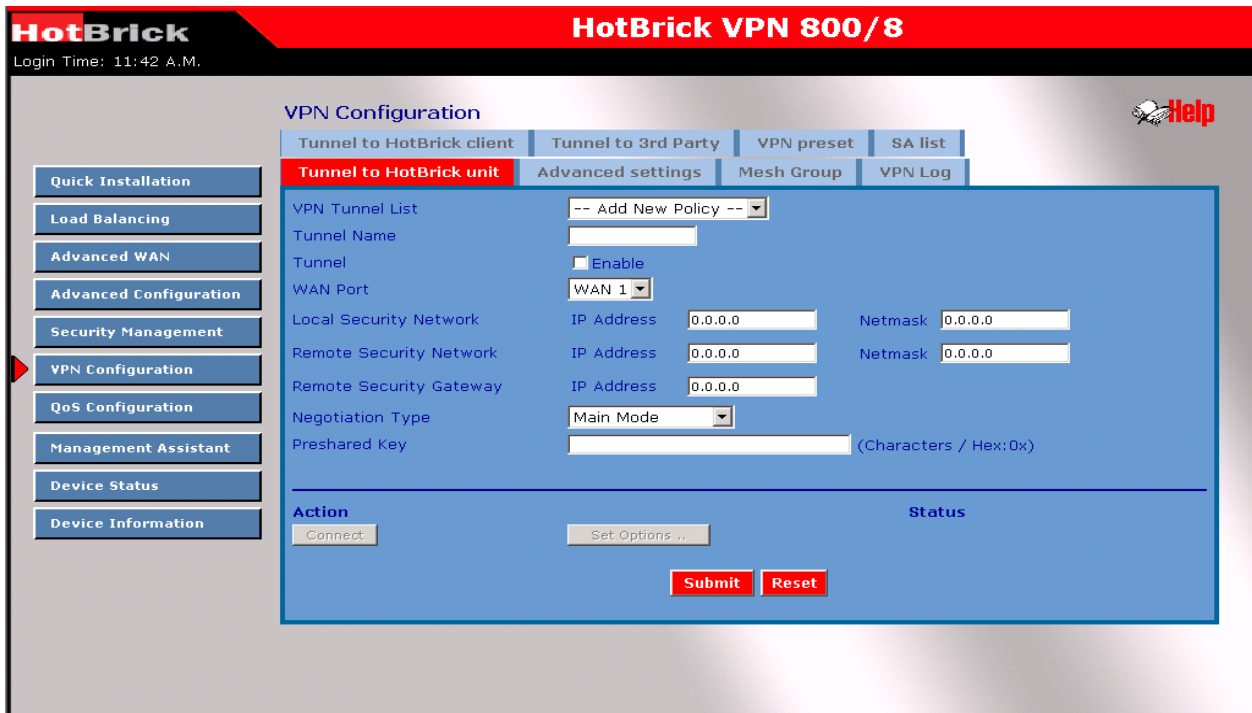 HotBrick
HotBrick VPN 800/8
Login Time: 11:42 A.M.
VPN Configuration
Help
Tunnel to HotBrick client
Tunnel to 3rd Party
VPN preset
SA list
Tunnel to HotBrick unit
Advanced settings
Mesh Group
VPN Log
Quick Installation
Load Balancing
Advanced WAN
Advanced Configuration
Security Management
VPN Configuration
QoS Configuration
Management Assistant
Device Status
Device Information
VPN Tunnel List -- Add New Policy --
Tunnel Name
Tunnel Enable
WAN Port WAN 1
Local Security Network IP Address 0.0.0.0 Netmask 0.0.0.0
Remote Security Network IP Address 0.0.0.0 Netmask 0.0.0.0
Remote Security Gateway IP Address 0.0.0.0
Negotiation Type Main Mode
Preshared Key (Characters / Hex:0x)
Action Status
Connect Set Options ..
Submit Reset